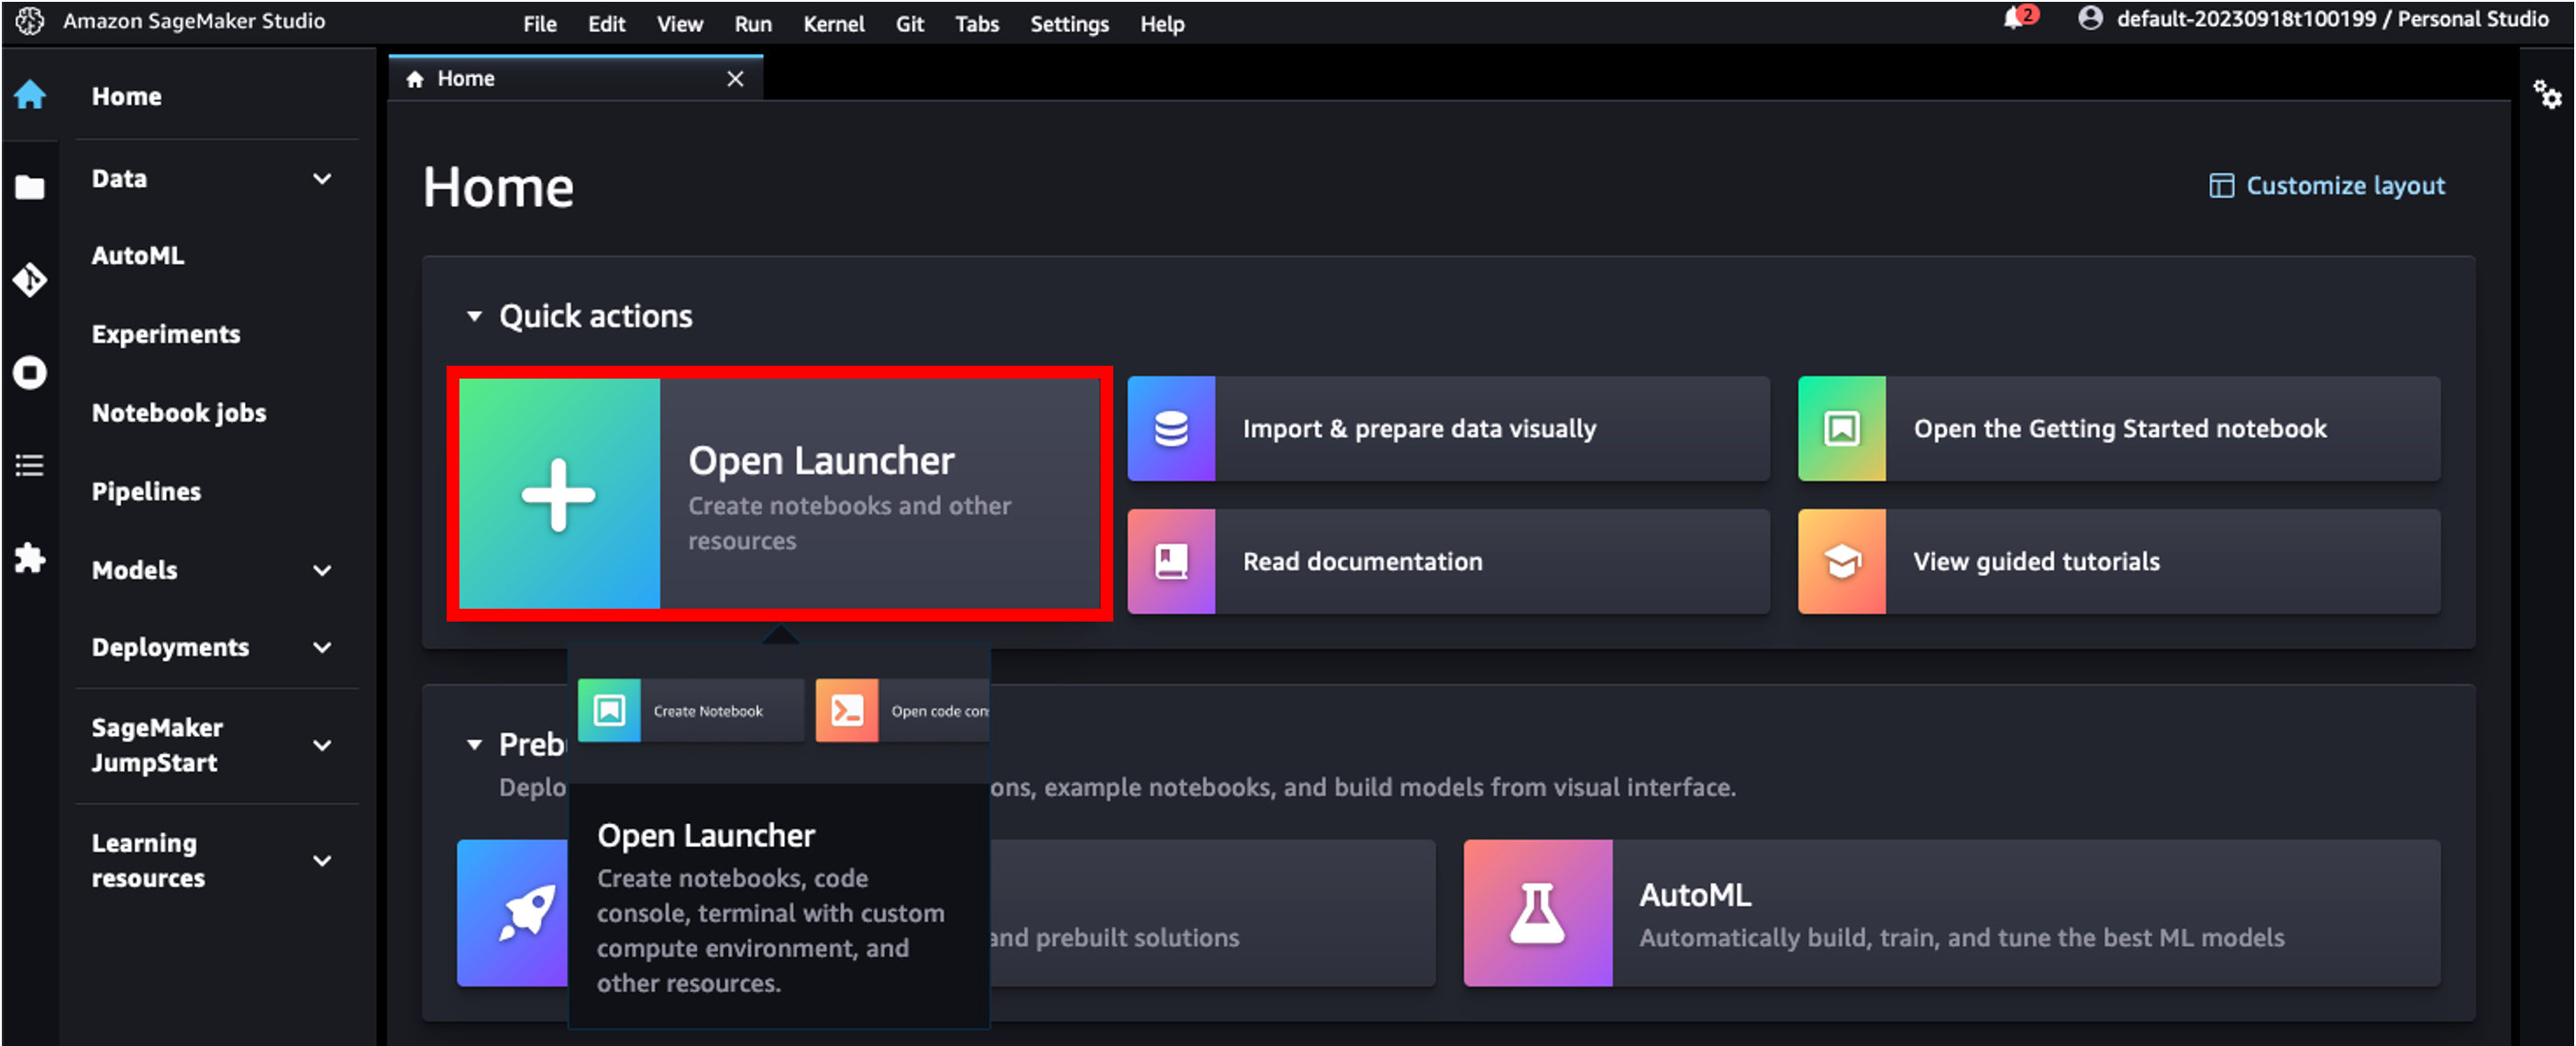 Amazon SageMaker Studio
File Edit View Run Kernel Git Tabs Settings Help
2
default-20230918t100199 / Personal Studio
Home
Data
AutoML
Experiments
Notebook jobs
Pipelines
Models
Deployments
SageMaker
JumpStart
Learning
resources
Home
Home
Customize layout
Quick actions
Open Launcher
Create notebooks and other
resources
Import & prepare data visually
Open the Getting Started notebook
Read documentation
View guided tutorials
Create Notebook
Open code con
Open Launcher
Create notebooks, code
console, terminal with custom
compute environment, and
other resources.
Preb
Deplo ons, example notebooks, and build models from visual interface.
and prebuilt solutions
AutoML
Automatically build, train, and tune the best ML models